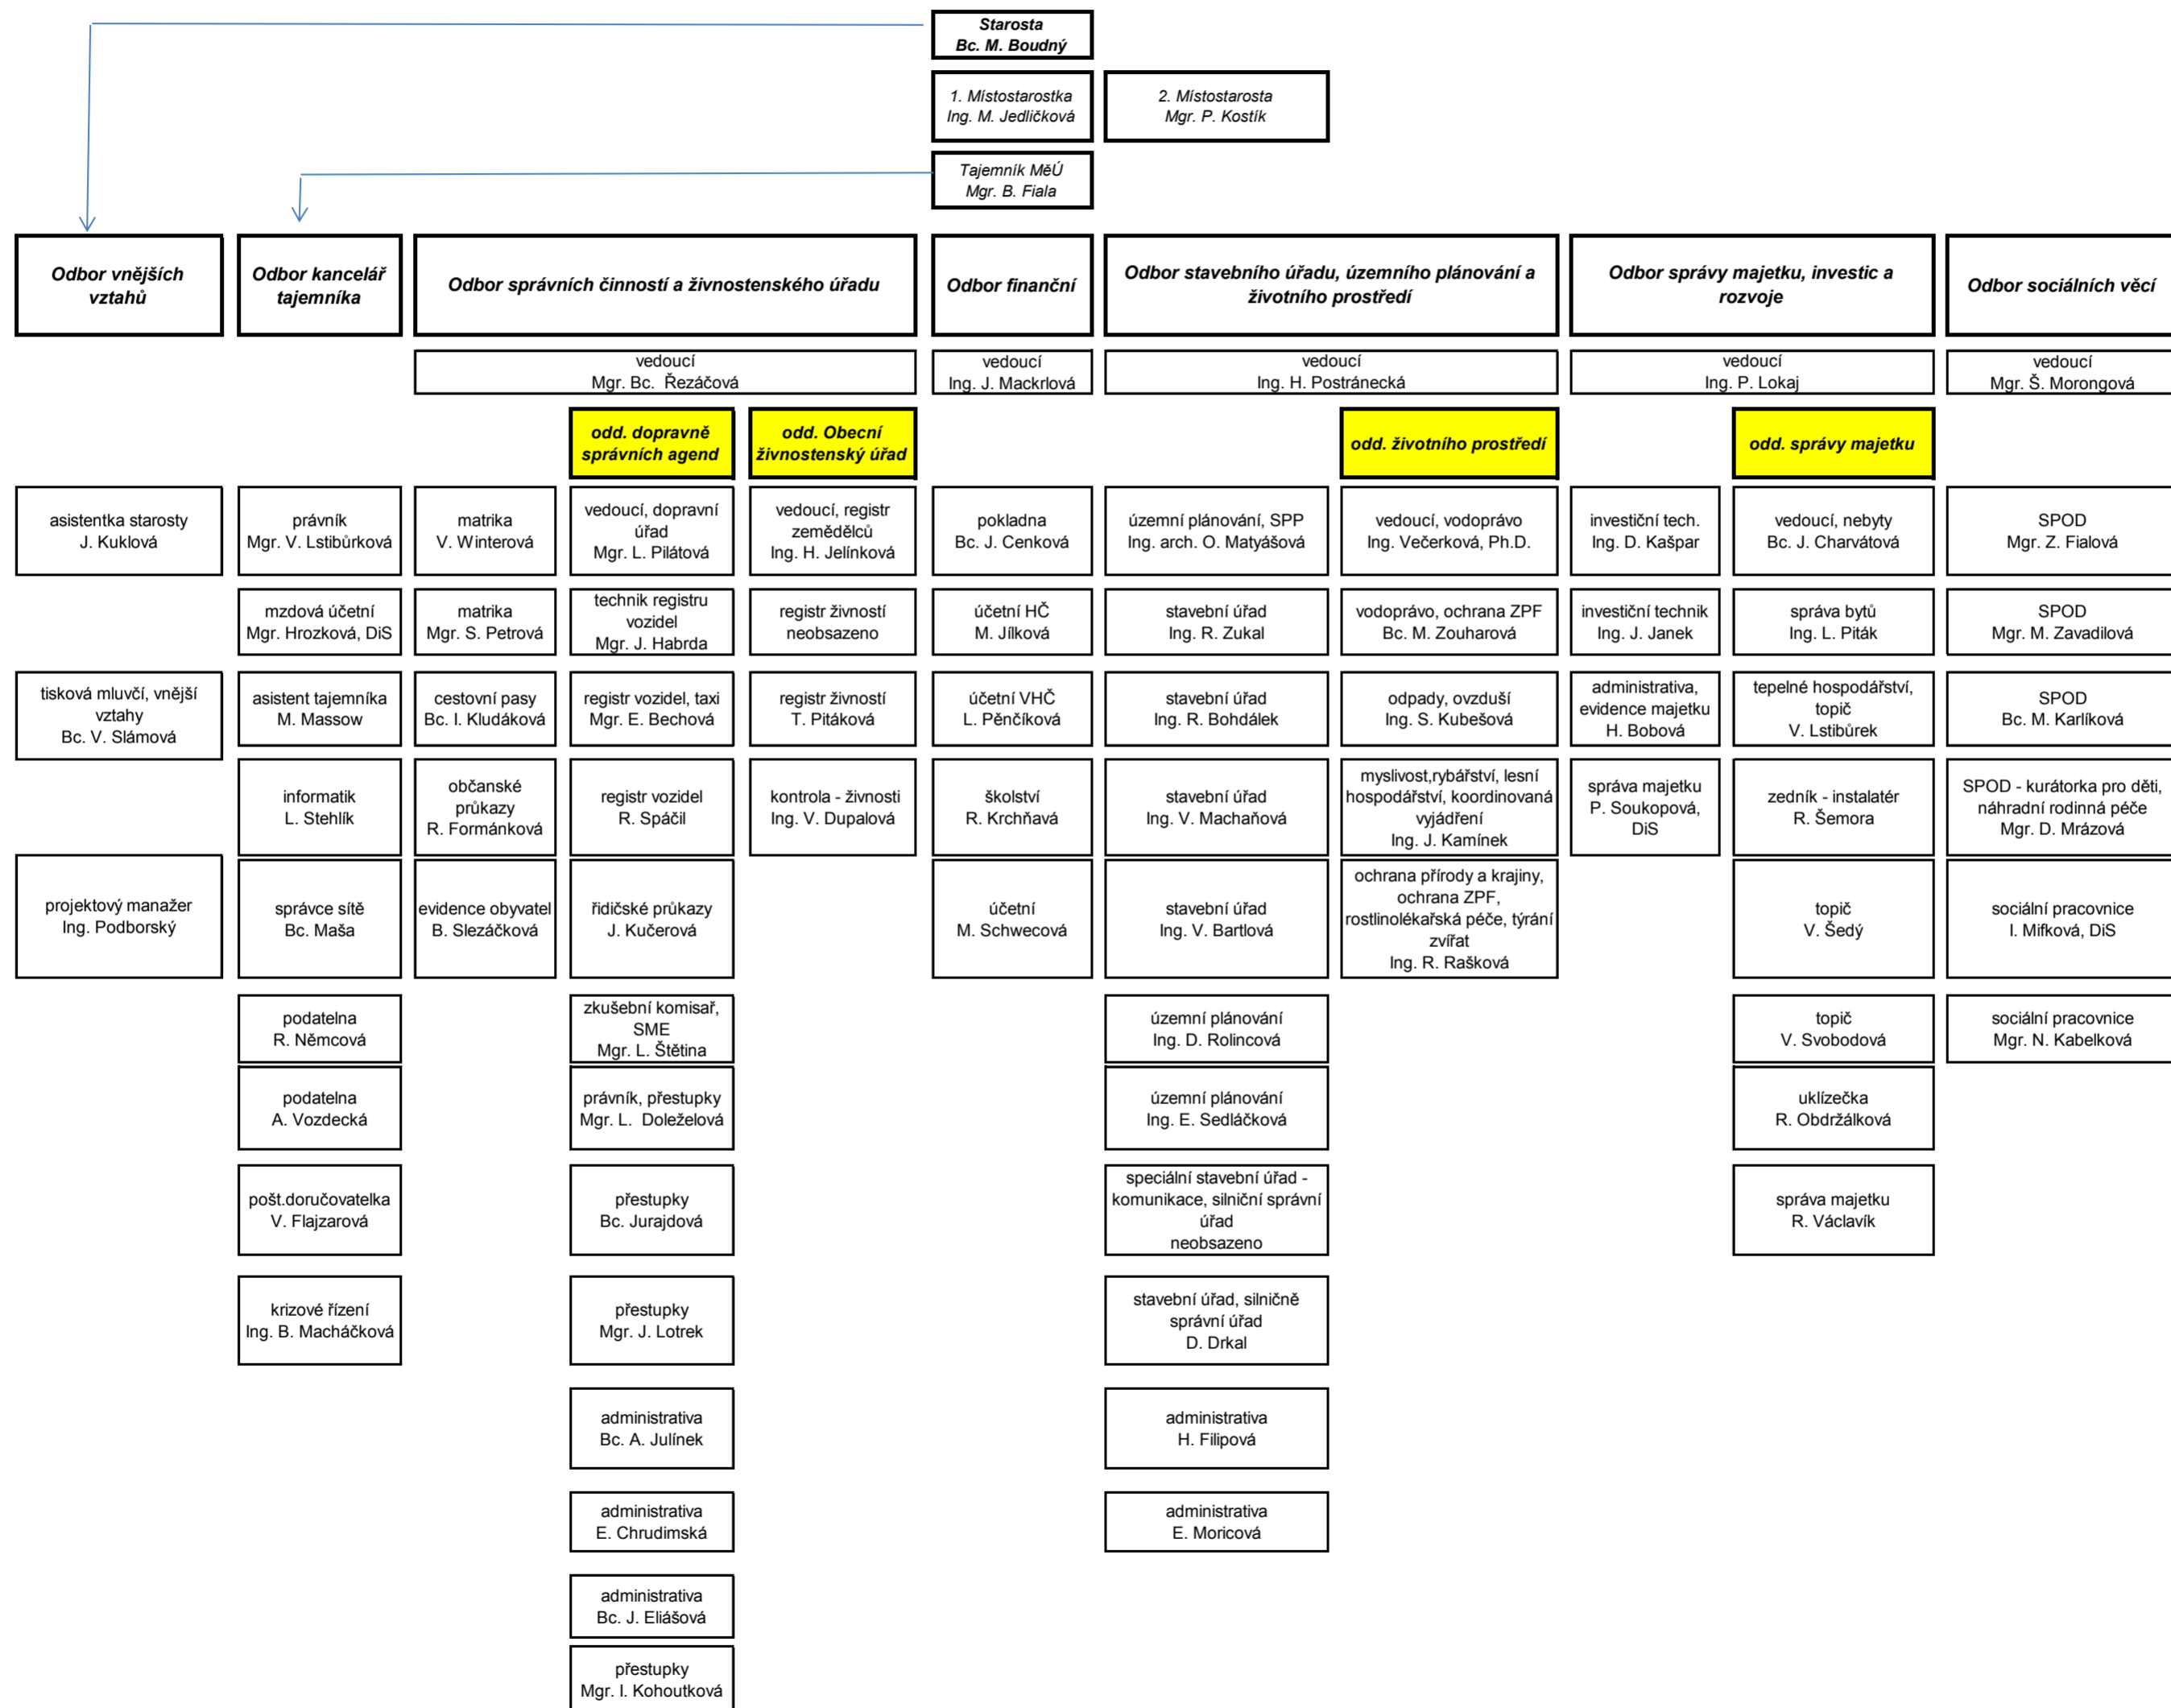 Starosta
Bc. M. Boudný
1. Místostarostka
Ing. M. Jedličková
2. Místostarosta
Mgr. P. Kostík
Tajemník MěÚ
Mgr. B. Fiala
Odbor vnějších
vztahů
Odbor kancelář
tajemníka
Odbor správních činností a živnostenského úřadu
Odbor finanční
Odbor stavebního úřadu, územního plánování a
životního prostředí
Odbor správy majetku, investic a
rozvoje
Odbor sociálních věcí
vedoucí
Mgr. Bc.  Řezáčová
vedoucí
Ing. J. Mackrlová
vedoucí
Ing. H. Postránecká
vedoucí
Ing. P. Lokaj
vedoucí
Mgr. Š. Morongová
odd. dopravně
správních agend
odd. Obecní
živnostenský úřad
odd. životního prostředí
odd. správy majetku
asistentka starosty
J. Kuklová
právník
Mgr. V. Lstibůrková
matrika
V. Winterová
vedoucí, dopravní
úřad
Mgr. L. Pilátová
vedoucí, registr
zemědělců
Ing. H. Jelínková
pokladna
Bc. J. Cenková
územní plánování, SPP
Ing. arch. O. Matyášová
vedoucí, vodoprávo
Ing. Večerková, Ph.D.
investiční tech.
Ing. D. Kašpar
vedoucí, nebyty
Bc. J. Charvátová
SPOD
Mgr. Z. Fialová
mzdová účetní
Mgr. Hrozková, DiS
matrika
Mgr. S. Petrová
technik registru
vozidel
Mgr. J. Habrda
registr živností
neobsazeno
účetní HČ
M. Jílková
stavební úřad
Ing. R. Zukal
vodoprávo, ochrana ZPF
Bc. M. Zouharová
investiční technik
Ing. J. Janek
správa bytů
Ing. L. Piták
SPOD
Mgr. M. Zavadilová
tisková mluvčí, vnější
vztahy
Bc. V. Slámová
asistent tajemníka
M. Massow
cestovní pasy
Bc. I. Kludáková
registr vozidel, taxi
Mgr. E. Bechová
registr živností
T. Pitáková
účetní VHČ
L. Pěnčíková
stavební úřad
Ing. R. Bohdálek
odpady, ovzduší
Ing. S. Kubešová
administrativa,
evidence majetku
H. Bobová
tepelné hospodářství,
topič
V. Lstibůrek
SPOD
Bc. M. Karlíková
informatik
L. Stehlík
občanské
průkazy
R. Formánková
registr vozidel
R. Spáčil
kontrola - živnosti
Ing. V. Dupalová
školství
R. Krchňavá
stavební úřad
Ing. V. Machaňová
myslivost,rybářství, lesní
hospodářství, koordinovaná
vyjádření
Ing. J. Kamínek
správa majetku
P. Soukopová,
DiS
zedník - instalatér
R. Šemora
SPOD - kurátorka pro děti,
náhradní rodinná péče
Mgr. D. Mrázová
projektový manažer
Ing. Podborský
správce sítě
Bc. Maša
evidence obyvatel
B. Slezáčková
řidičské průkazy
J. Kučerová
účetní
M. Schwecová
stavební úřad
Ing. V. Bartlová
ochrana přírody a krajiny,
ochrana ZPF,
rostlinolékařská péče, týrání
zvířat
Ing. R. Rašková
topič
V. Šedý
sociální pracovnice
I. Mifková, DiS
podatelna
R. Němcová
zkušební komisař,
SME
Mgr. L. Štětina
územní plánování
Ing. D. Rolincová
topič
V. Svobodová
sociální pracovnice
Mgr. N. Kabelková
podatelna
A. Vozdecká
právník, přestupky
Mgr. L.  Doleželová
územní plánování
Ing. E. Sedláčková
uklízečka
R. Obdržálková
pošt.doručovatelka
V. Flajzarová
přestupky
Bc. Jurajdová
speciální stavební úřad -
komunikace, silniční správní
úřad
neobsazeno
správa majetku
R. Václavík
krizové řízení
Ing. B. Macháčková
přestupky
Mgr. J. Lotrek
stavební úřad, silničně
správní úřad
D. Drkal
administrativa
Bc. A. Julínek
administrativa
H. Filipová
administrativa
E. Chrudimská
administrativa
E. Moricová
administrativa
Bc. J. Eliášová
přestupky
Mgr. I. Kohoutková